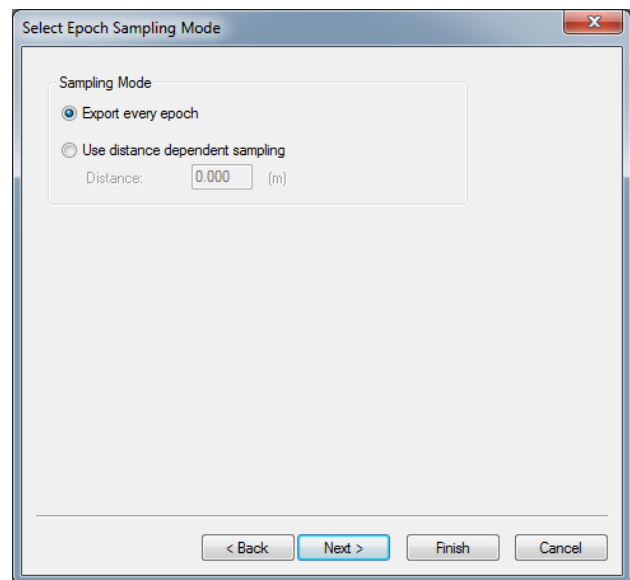 Select Epoch Sampling Mode
x
Sampling Mode
Export every epoch
Use distance dependent sampling
Distance: 0.000 (m)
< Back Next > Finish Cancel